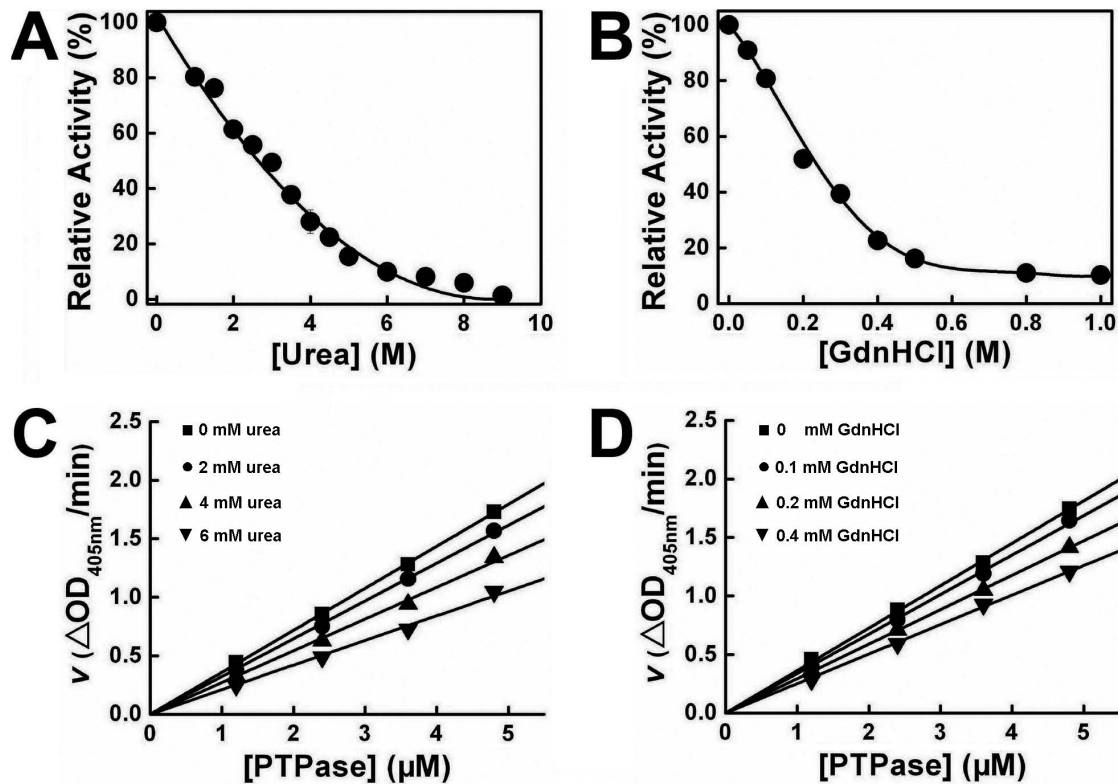 A
Relative Activity (%)
100
80
60
40
20
0
0 2 4 6 8 10
[Urea] (M)
B
Relative Activity (%)
100
80
60
40
20
0
0.0 0.2 0.4 0.6 0.8 1.0
[GdnHCl] (M)
C
v (△OD405nm/min)
2.5
2.0
1.5
1.0
0.5
0.0
0 mM urea
2 mM urea
4 mM urea
6 mM urea
0 1 2 3 4 5
[PTPase] (μM)
D
v (△OD405nm/min)
2.5
2.0
1.5
1.0
0.5
0.0
0 mM GdnHCl
0.1 mM GdnHCl
0.2 mM GdnHCl
0.4 mM GdnHCl
0 1 2 3 4 5
[PTPase] (μM)